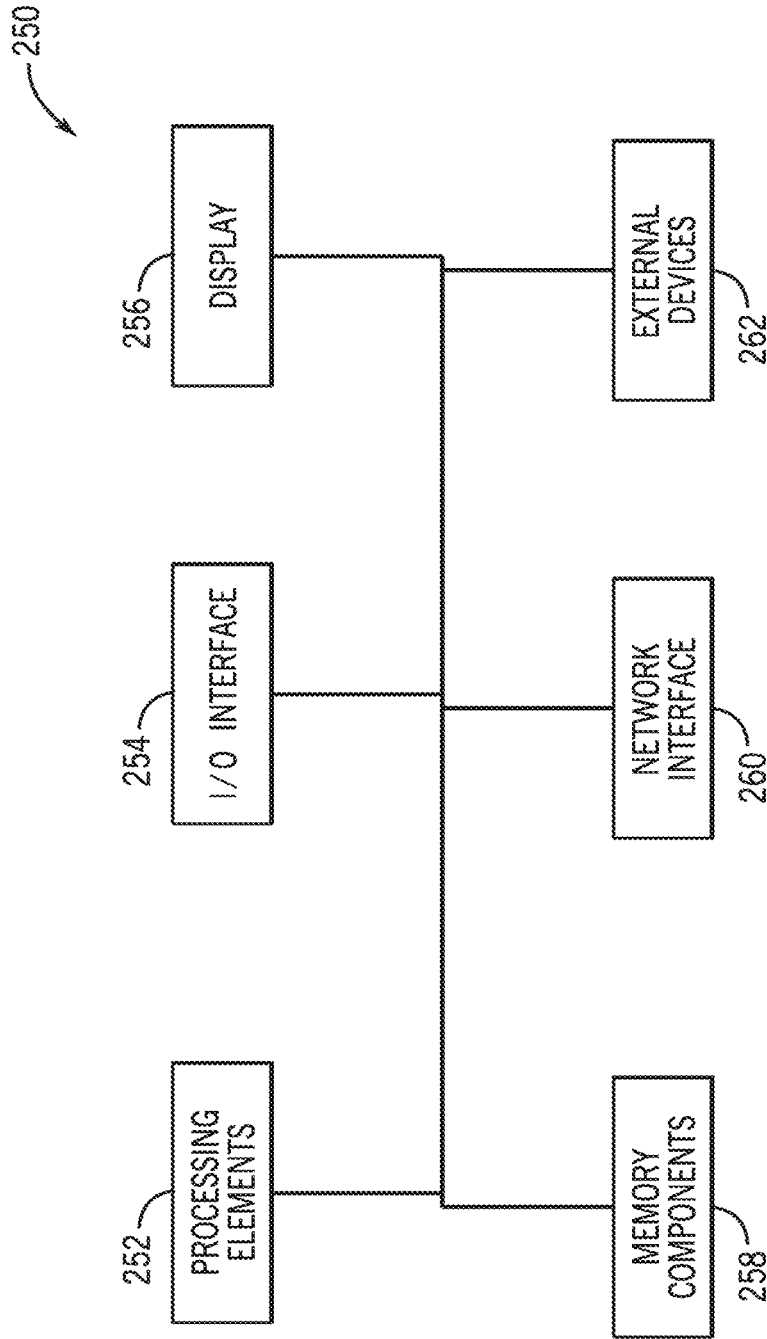 250
252
PROCESSING
ELEMENTS
254
I/O INTERFACE
256
DISPLAY
MEMORY
COMPONENTS
258
NETWORK
INTERFACE
260
EXTERNAL
DEVICES
262